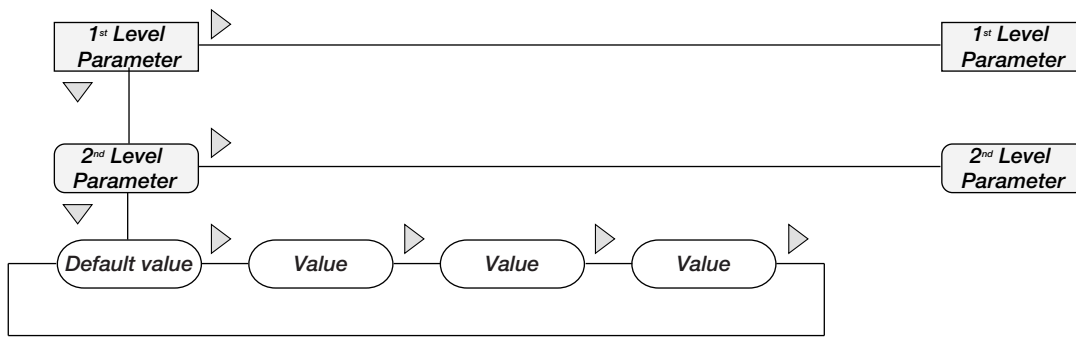 1st Level
Parameter
1st Level
Parameter
2nd Level
Parameter
2nd Level
Parameter
Default value
Value
Value
Value